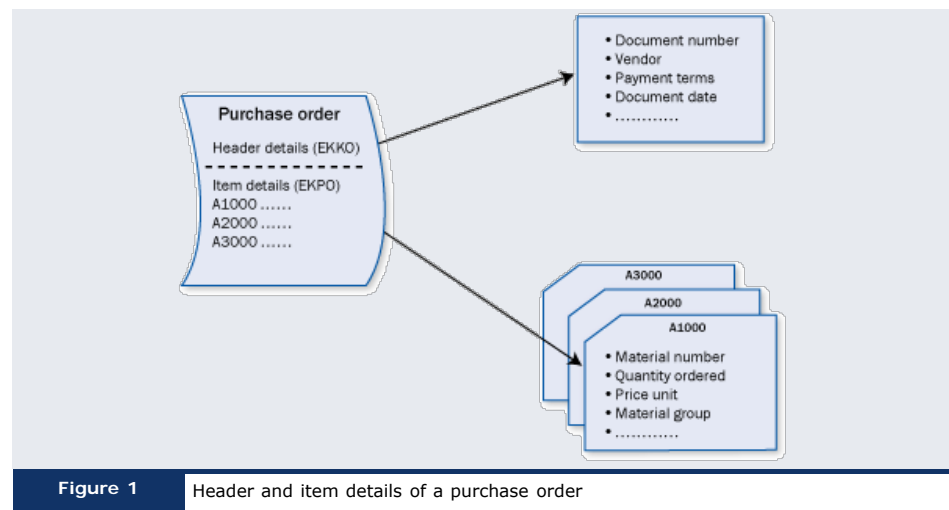 Purchase order
Header details (EKKO)
Item details (EKPO)
A1000 ......
A2000 ......
A3000 ......
• Document number
• Vendor
• Payment terms
• Document date
• ............
A3000
A2000
A1000
• Material number
• Quantity ordered
• Price unit
• Material group
• ............
Figure 1 Header and item details of a purchase order